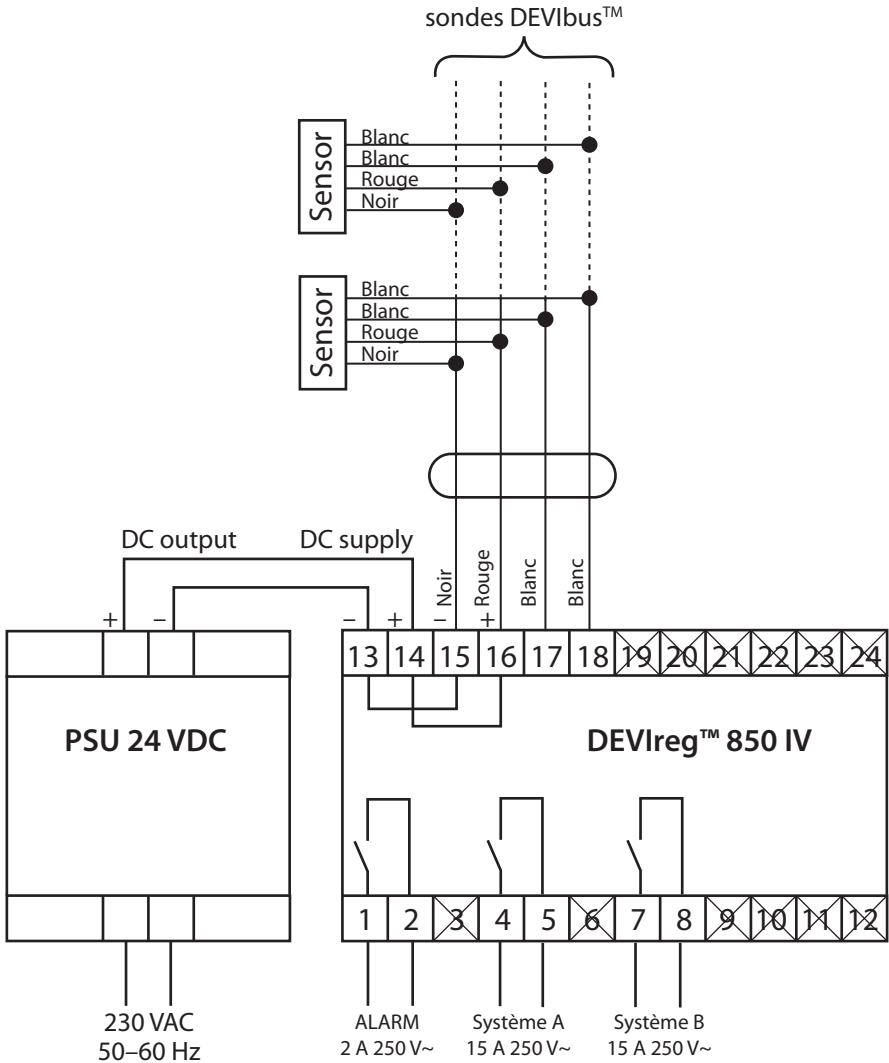 sondes DEVIbus™
Sensor
Blanc
Blanc
Rouge
Noir
Sensor
Blanc
Blanc
Rouge
Noir
DC output DC supply
– Noir
+ Rouge
Blanc
Blanc
+ – – +
13 14 15 16 17 18 19 20 21 22 23 24
PSU 24 VDC
DEVIreg™ 850 IV
1 2 3 4 5 6 7 8 9 10 11 12
230 VAC
50–60 Hz
ALARM
2 A 250 V~
Système A
15 A 250 V~
Système B
15 A 250 V~